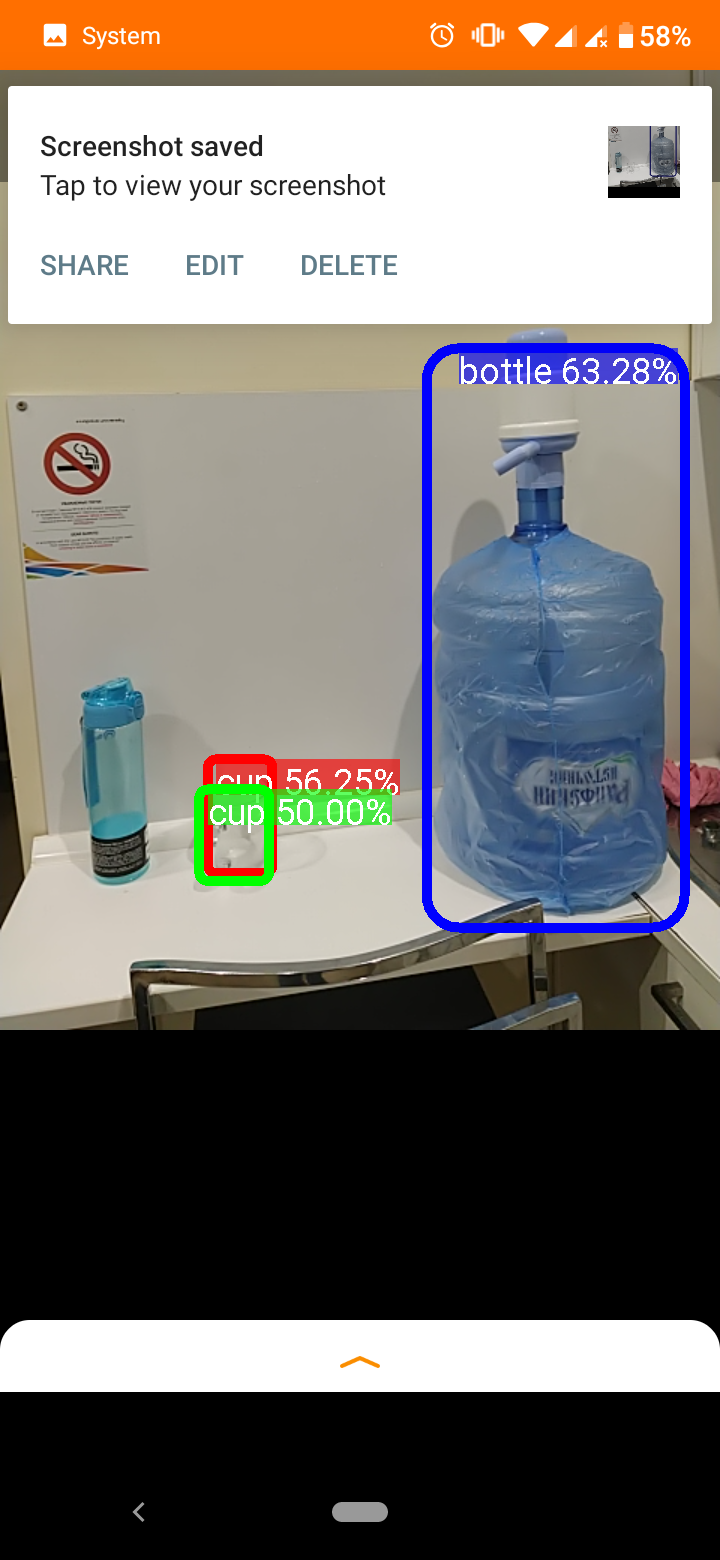 System
58%
Screenshot saved
Tap to view your screenshot
SHARE
EDIT
DELETE
bottle 63.28%
cup 56.25%
cup 50.00%